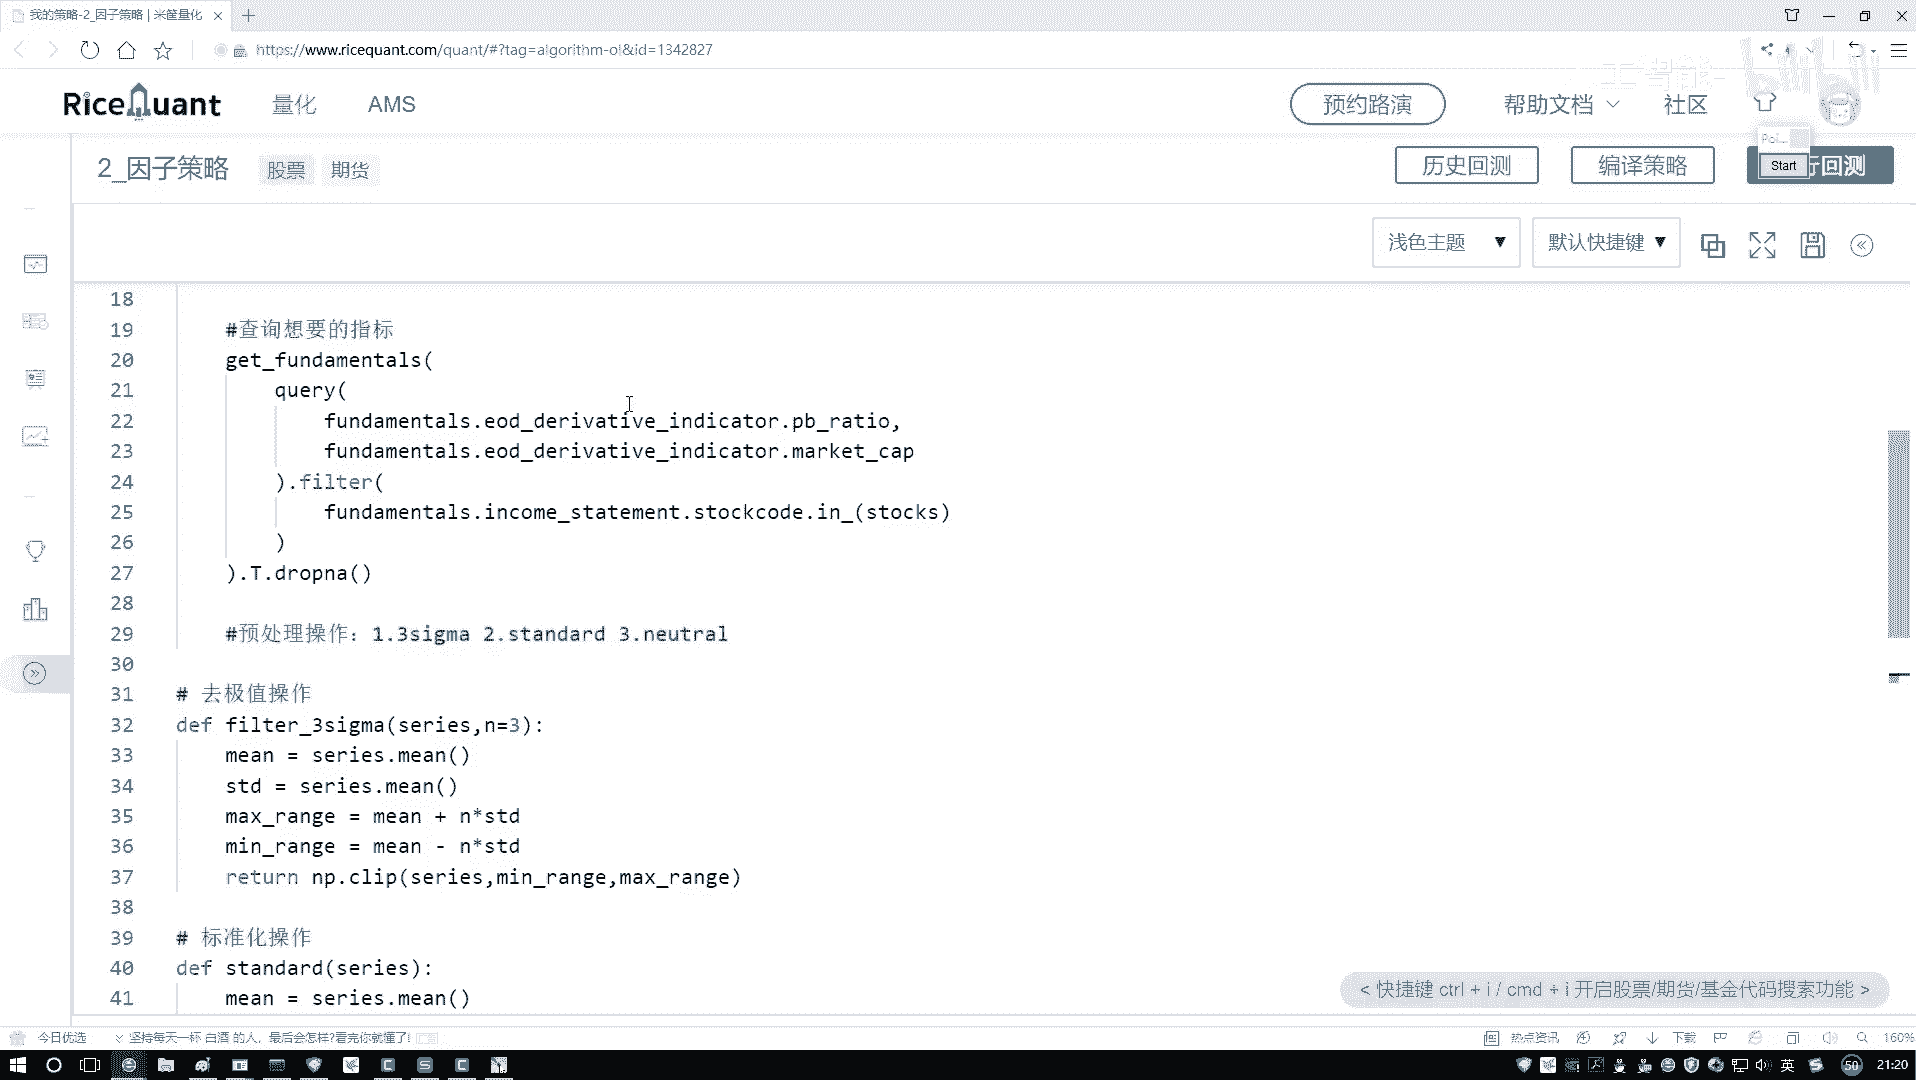 我的策略-2_因子策略 | 米筐量化
https://www.ricequant.com/quant/#?tag=algorithm-ol&id=1342827
RiceQuant 量化 AMS 预约路演 帮助文档 社区
2_因子策略 股票 期货 历史回测 编译策略 行回测
Start
浅色主题 ▼ 默认快捷键 ▼
18
19 #查询想要的指标
20 get_fundamentals(
21 query(
22 fundamentals.eod_derivative_indicator.pb_ratio,
23 fundamentals.eod_derivative_indicator.market_cap
24 ).filter(
25 fundamentals.income_statement.stockcode.in_(stocks)
26 )
27 ).T.dropna()
28
29 #预处理操作：1.3sigma 2.standard 3.neutral
30
31 # 去极值操作
32 def filter_3sigma(series,n=3):
33 mean = series.mean()
34 std = series.mean()
35 max_range = mean + n*std
36 min_range = mean - n*std
37 return np.clip(series,min_range,max_range)
38
39 # 标准化操作
40 def standard(series):
41 mean = series.mean()
< 快捷键 ctrl + i / cmd + i 开启股票/期货/基金代码搜索功能 >
今日优选 坚持每天一杯 白酒 的人，最后会怎样?看完你就懂了! 热点资讯 下载 160%
英 50 21:20